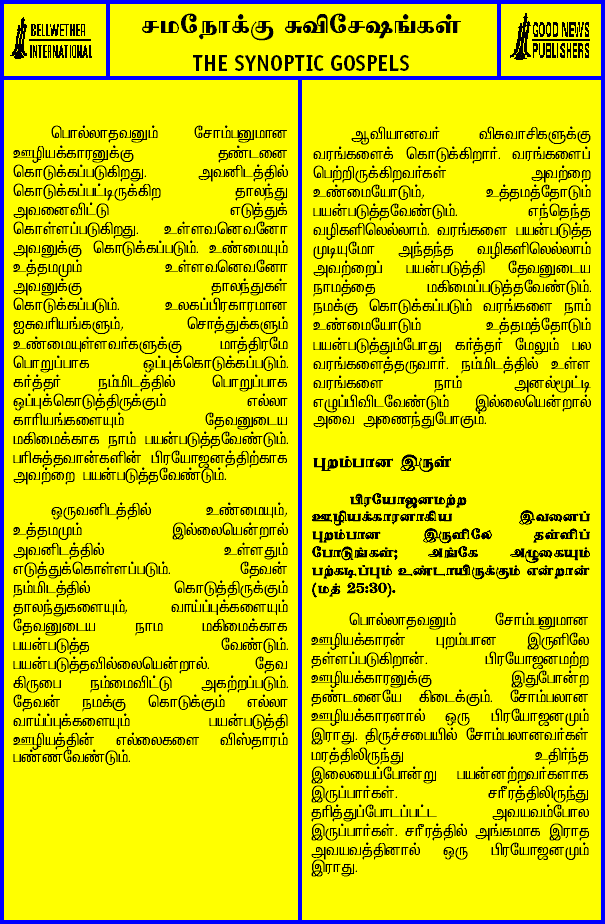 BELLWETHER
INTERNATIONAL
சமநோக்கு சுவிசேஷங்கள்
THE SYNOPTIC GOSPELS
GOOD NEWS
PUBLISHERS
பொல்லாதவனும் சோம்பனுமான
ஊழியக்காரனுக்கு தண்டனை
கொடுக்கப்படுகிறது. அவனிடத்தில்
கொடுக்கப்பட்டிருக்கிற தாலந்து
அவனைவிட்டு எடுத்துக்
கொள்ளப்படுகிறது. உள்ளவனெவனோ
அவனுக்கு கொடுக்கப்படும். உண்மையும்
உத்தமமும் உள்ளவனெவனோ
அவனுக்கு தாலந்துகள்
கொடுக்கப்படும். உலகப்பிரகாரமான
ஐசுவரியங்களும், சொத்துக்களும்
உண்மையுள்ளவர்களுக்கு மாத்திரமே
பொறுப்பாக ஒப்புக்கொடுக்கப்படும்.
கர்த்தர் நம்மிடத்தில் பொறுப்பாக
ஒப்புக்கொடுத்திருக்கும் எல்லா
காரியங்களையும் தேவனுடைய
மகிமைக்காக நாம் பயன்படுத்தவேண்டும்.
பரிசுத்தவான்களின் பிரயோஜனத்திற்காக
அவற்றை பயன்படுத்தவேண்டும்.
ஒருவனிடத்தில் உண்மையும்,
உத்தமமும் இல்லையென்றால்
அவனிடத்தில் உள்ளதும்
எடுத்துக்கொள்ளப்படும். தேவன்
நம்மிடத்தில் கொடுத்திருக்கும்
தாலந்துகளையும், வாய்ப்புக்களையும்
தேவனுடைய நாம மகிமைக்காக
பயன்படுத்த வேண்டும்.
பயன்படுத்தவில்லையென்றால். தேவ
கிருபை நம்மைவிட்டு அகற்றப்படும்.
தேவன் நமக்கு கொடுக்கும் எல்லா
வாய்ப்புக்களையும் பயன்படுத்தி
ஊழியத்தின் எல்லைகளை விஸ்தாரம்
பண்ணவேண்டும்.
ஆவியானவர் விசுவாசிகளுக்கு
வரங்களைக் கொடுக்கிறார். வரங்களைப்
பெற்றிருக்கிறவர்கள் அவற்றை
உண்மையோடும், உத்தமத்தோடும்
பயன்படுத்தவேண்டும். எந்தெந்த
வழிகளிலெல்லாம். வரங்களை பயன்படுத்த
முடியுமோ அந்தந்த வழிகளிலெல்லாம்
அவற்றைப் பயன்படுத்தி தேவனுடைய
நாமத்தை மகிமைப்படுத்தவேண்டும்.
நமக்கு கொடுக்கப்படும் வரங்களை நாம்
உண்மையோடும் உத்தமத்தோடும்
பயன்படுத்தும்போது கர்த்தர் மேலும் பல
வரங்களைத்தருவார். நம்மிடத்தில் உள்ள
வரங்களை நாம் அனல்மூட்டி
எழுப்பிவிடவேண்டும் இல்லையென்றால்
அவை அணைந்துபோகும்.
புறம்பான இருள்
பிரயோஜனமற்ற
ஊழியக்காரனாகிய இவனைப்
புறம்பான இருளிலே தள்ளிப்
போடுங்கள்; அங்கே அழுகையும்
பற்கடிப்பும் உண்டாயிருக்கும் என்றான்
(மத் 25:30).
பொல்லாதவனும் சோம்பனுமான
ஊழியக்காரன் புறம்பான இருளிலே
தள்ளப்படுகிறான். பிரயோஜனமற்ற
ஊழியக்காரனுக்கு இதுபோன்ற
தண்டனையே கிடைக்கும். சோம்பலான
ஊழியக்காரனால் ஒரு பிரயோஜனமும்
இராது. திருச்சபையில் சோம்பலானவர்கள்
மரத்திலிருந்து உதிர்ந்த
இலையைப்போன்று பயன்னற்றவர்களாக
இருப்பார்கள். சரீரத்திலிருந்து
தரித்துப்போடப்பட்ட அவயவம்போல
இருப்பார்கள். சரீரத்தில் அங்கமாக இராத
அவயவத்தினால் ஒரு பிரயோஜனமும்
இராது.